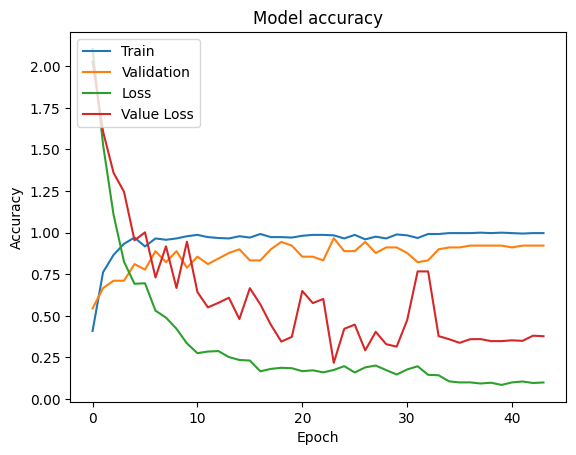 Model accuracy
Train
Validation
Loss
Value Loss
2.00
1.75
1.50
1.25
1.00
0.75
0.50
0.25
0.00
Accuracy
0 10 20 30 40
Epoch